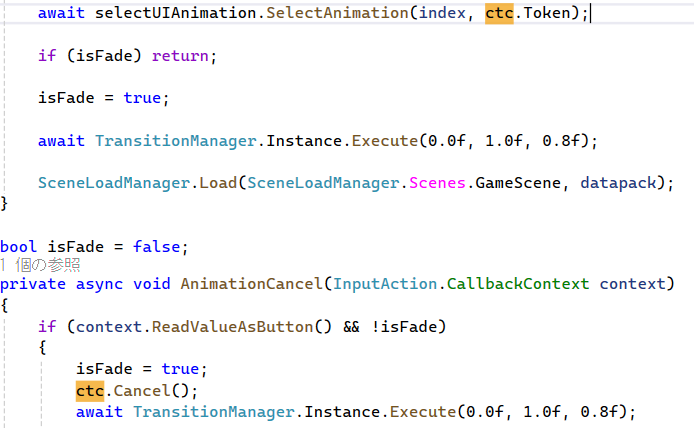 await selectUIAnimation.SelectAnimation(index, ctc.Token);
if (isFade) return;
isFade = true;
await TransitionManager.Instance.Execute(0.0f, 1.0f, 0.8f);
SceneLoadManager.Load(SceneLoadManager.Scenes.GameScene, datapack);
}
bool isFade = false;
1 個の参照
private async void AnimationCancel(InputAction.CallbackContext context)
{
if (context.ReadValueAsButton() && !isFade)
{
isFade = true;
ctc.Cancel();
await TransitionManager.Instance.Execute(0.0f, 1.0f, 0.8f);